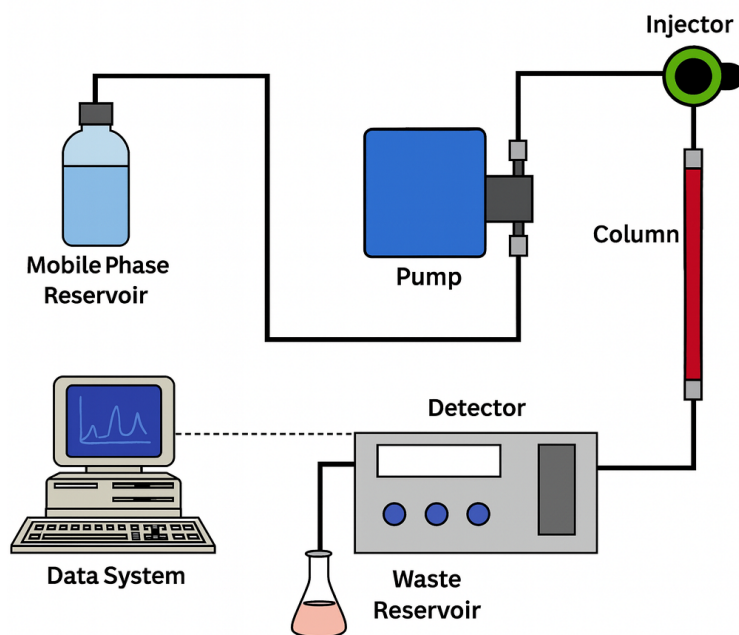 Injector
Mobile Phase
Reservoir
Pump
Column
Detector
Data System
Waste
Reservoir